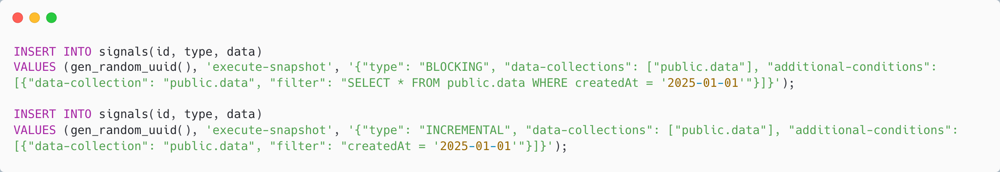 INSERT INTO signals(id, type, data)
VALUES (gen_random_uuid(), 'execute-snapshot', '{"type": "BLOCKING", "data-collections": ["public.data"], "additional-conditions":
[{"data-collection": "public.data", "filter": "SELECT * FROM public.data WHERE createdAt = '2025-01-01'"}]}');
INSERT INTO signals(id, type, data)
VALUES (gen_random_uuid(), 'execute-snapshot', '{"type": "INCREMENTAL", "data-collections": ["public.data"], "additional-conditions":
[{"data-collection": "public.data", "filter": "createdAt = '2025-01-01'"}]}');